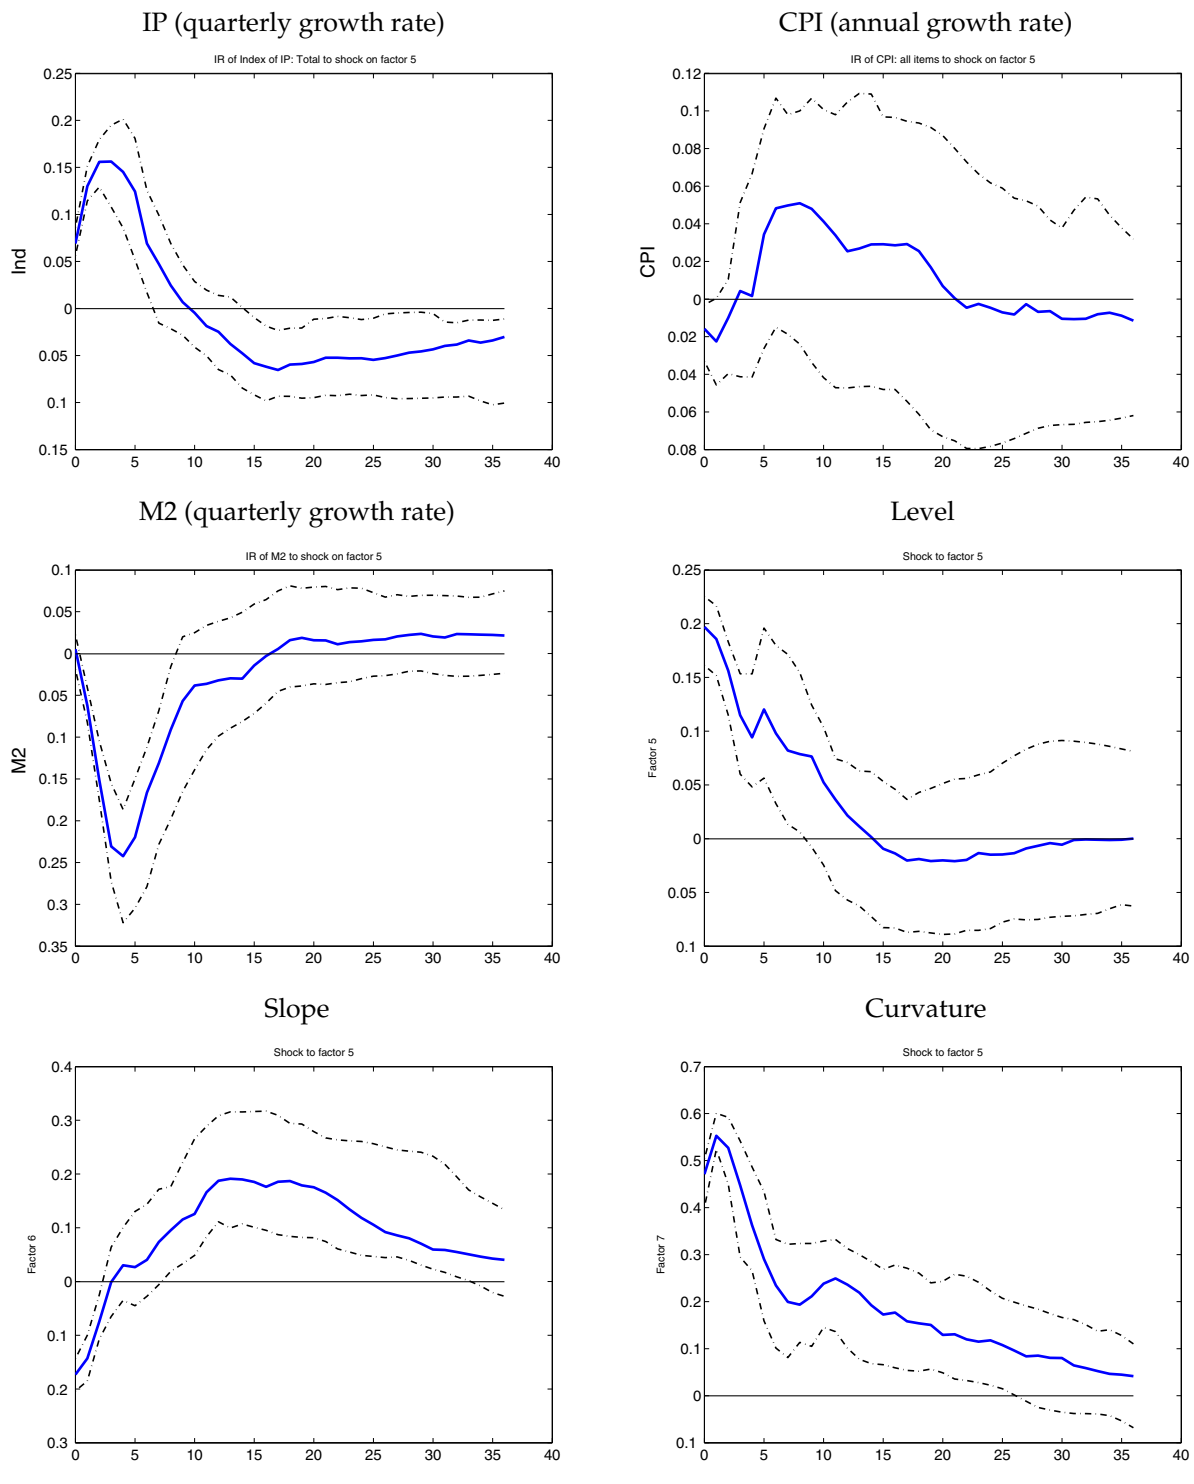 IP (quarterly growth rate)
IR of Index of IP: Total to shock on factor 5
0.25
0.2
0.15
0.1
0.05
0
0.05
0.1
0.15
Ind
0 5 10 15 20 25 30 35 40
CPI (annual growth rate)
IR of CPI: all items to shock on factor 5
0.12
0.1
0.08
0.06
0.04
0.02
0
0.02
0.04
0.06
0.08
CPI
0 5 10 15 20 25 30 35 40
M2 (quarterly growth rate)
IR of M2 to shock on factor 5
0.1
0.05
0
0.05
0.1
0.15
0.2
0.25
0.3
0.35
M2
0 5 10 15 20 25 30 35 40
Level
Shock to factor 5
0.25
0.2
0.15
0.1
0.05
0
0.05
0.1
Factor 5
0 5 10 15 20 25 30 35 40
Slope
Shock to factor 5
0.4
0.3
0.2
0.1
0
0.1
0.2
0.3
Factor 6
0 5 10 15 20 25 30 35 40
Curvature
Shock to factor 5
0.7
0.6
0.5
0.4
0.3
0.2
0.1
0
0.1
Factor 7
0 5 10 15 20 25 30 35 40